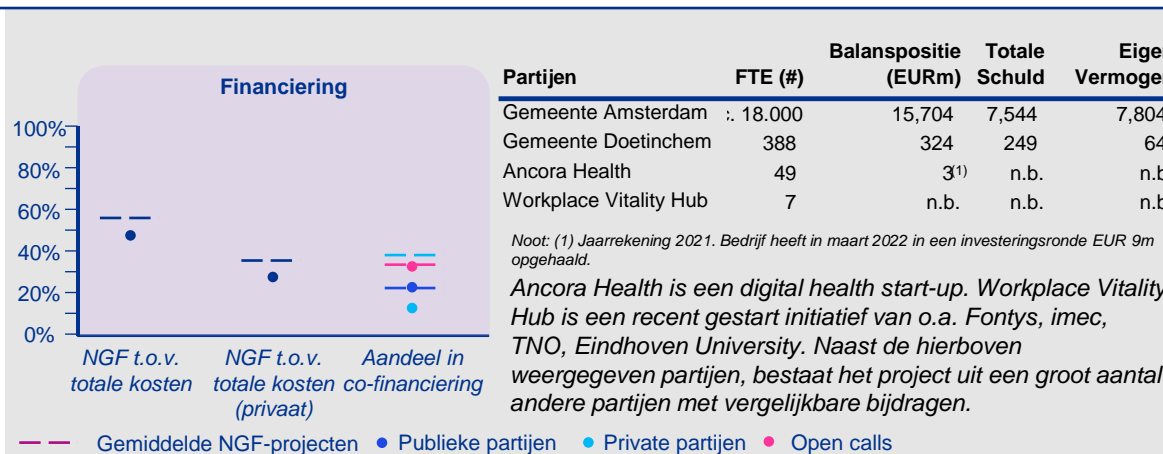 Financiering
100%
80%
60%
40%
20%
0%
NGF t.o.v. totale kosten
NGF t.o.v. totale kosten (privaat)
Aandeel in co-financiering
Gemiddelde NGF-projecten Publieke partijen Private partijen Open calls
Partijen FTE (#) Balanspositie (EURm) Totale Schuld
Gemeente Amsterdam 18.000 15,704 7,544 7,804
Gemeente Doetinchem 388 324 249 64
Ancora Health 49 3(1) n.b. n.b
Workplace Vitality Hub 7 n.b. n.b. n.b
Noot: (1) Jaarrekening 2021. Bedrijf heeft in maart 2022 in een investeringsronde EUR 9m
opgehaald.
Ancora Health is een digital health start-up. Workplace Vitality
Hub is een recent gestart initiatief van o.a. Fontys, imec,
TNO, Eindhoven University. Naast de hierboven
weergegeven partijen, bestaat het project uit een groot aantal
andere partijen met vergelijkbare bijdragen.